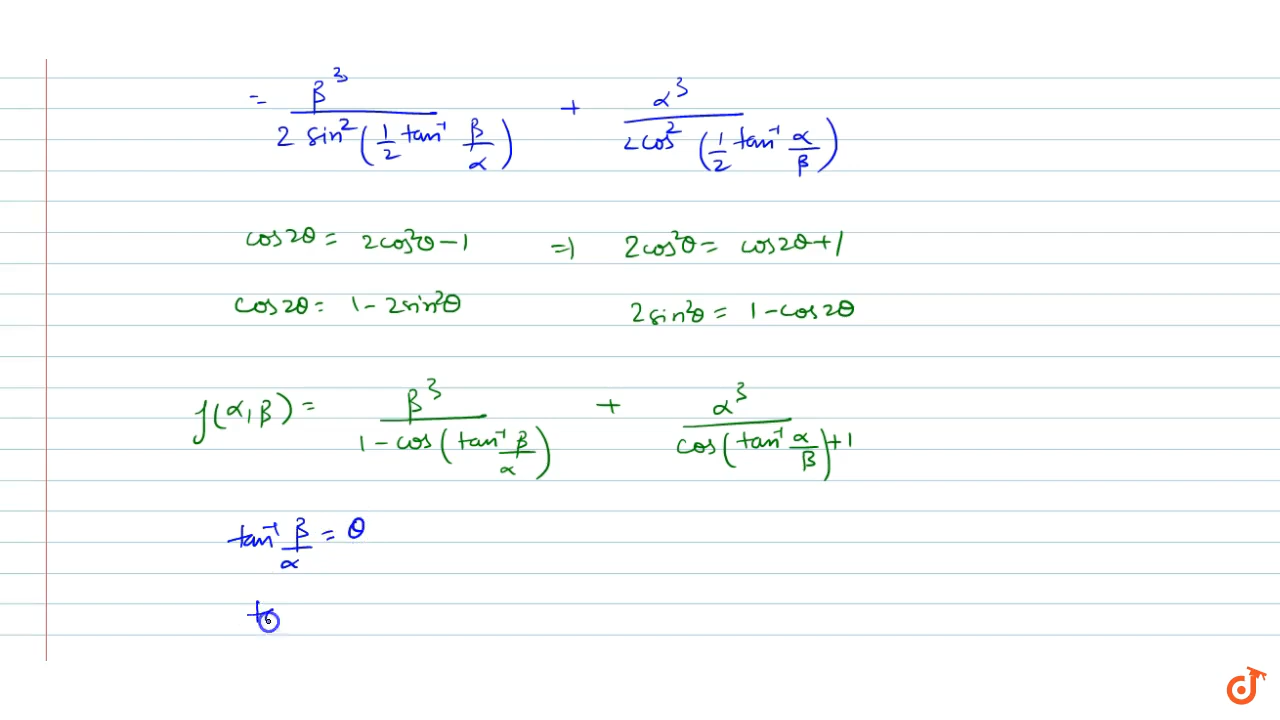 = β³ / 2 sin² (1/2 tan⁻¹ β/α) + α³ / 2cos² (1/2 tan⁻¹ α/β)
cos2θ = 2cos²θ - 1 ⇒ 2cos²θ = cos2θ + 1
cos2θ = 1 - 2sin²θ 2sin²θ = 1 - cos2θ
f(α, β) = β³ / 1 - cos (tan⁻¹ β/α) + α³ / cos (tan⁻¹ α/β) + 1
tan⁻¹ β/α = θ